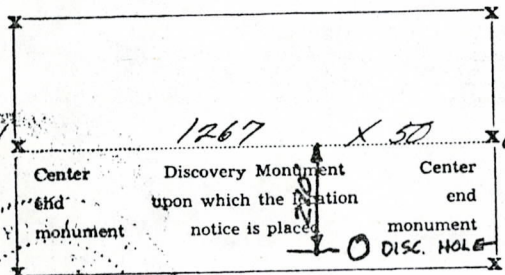 1267 X 50
Center Discovery Monument Center
end upon which the location end
monument notice is placed monument
O DISC. HOLE